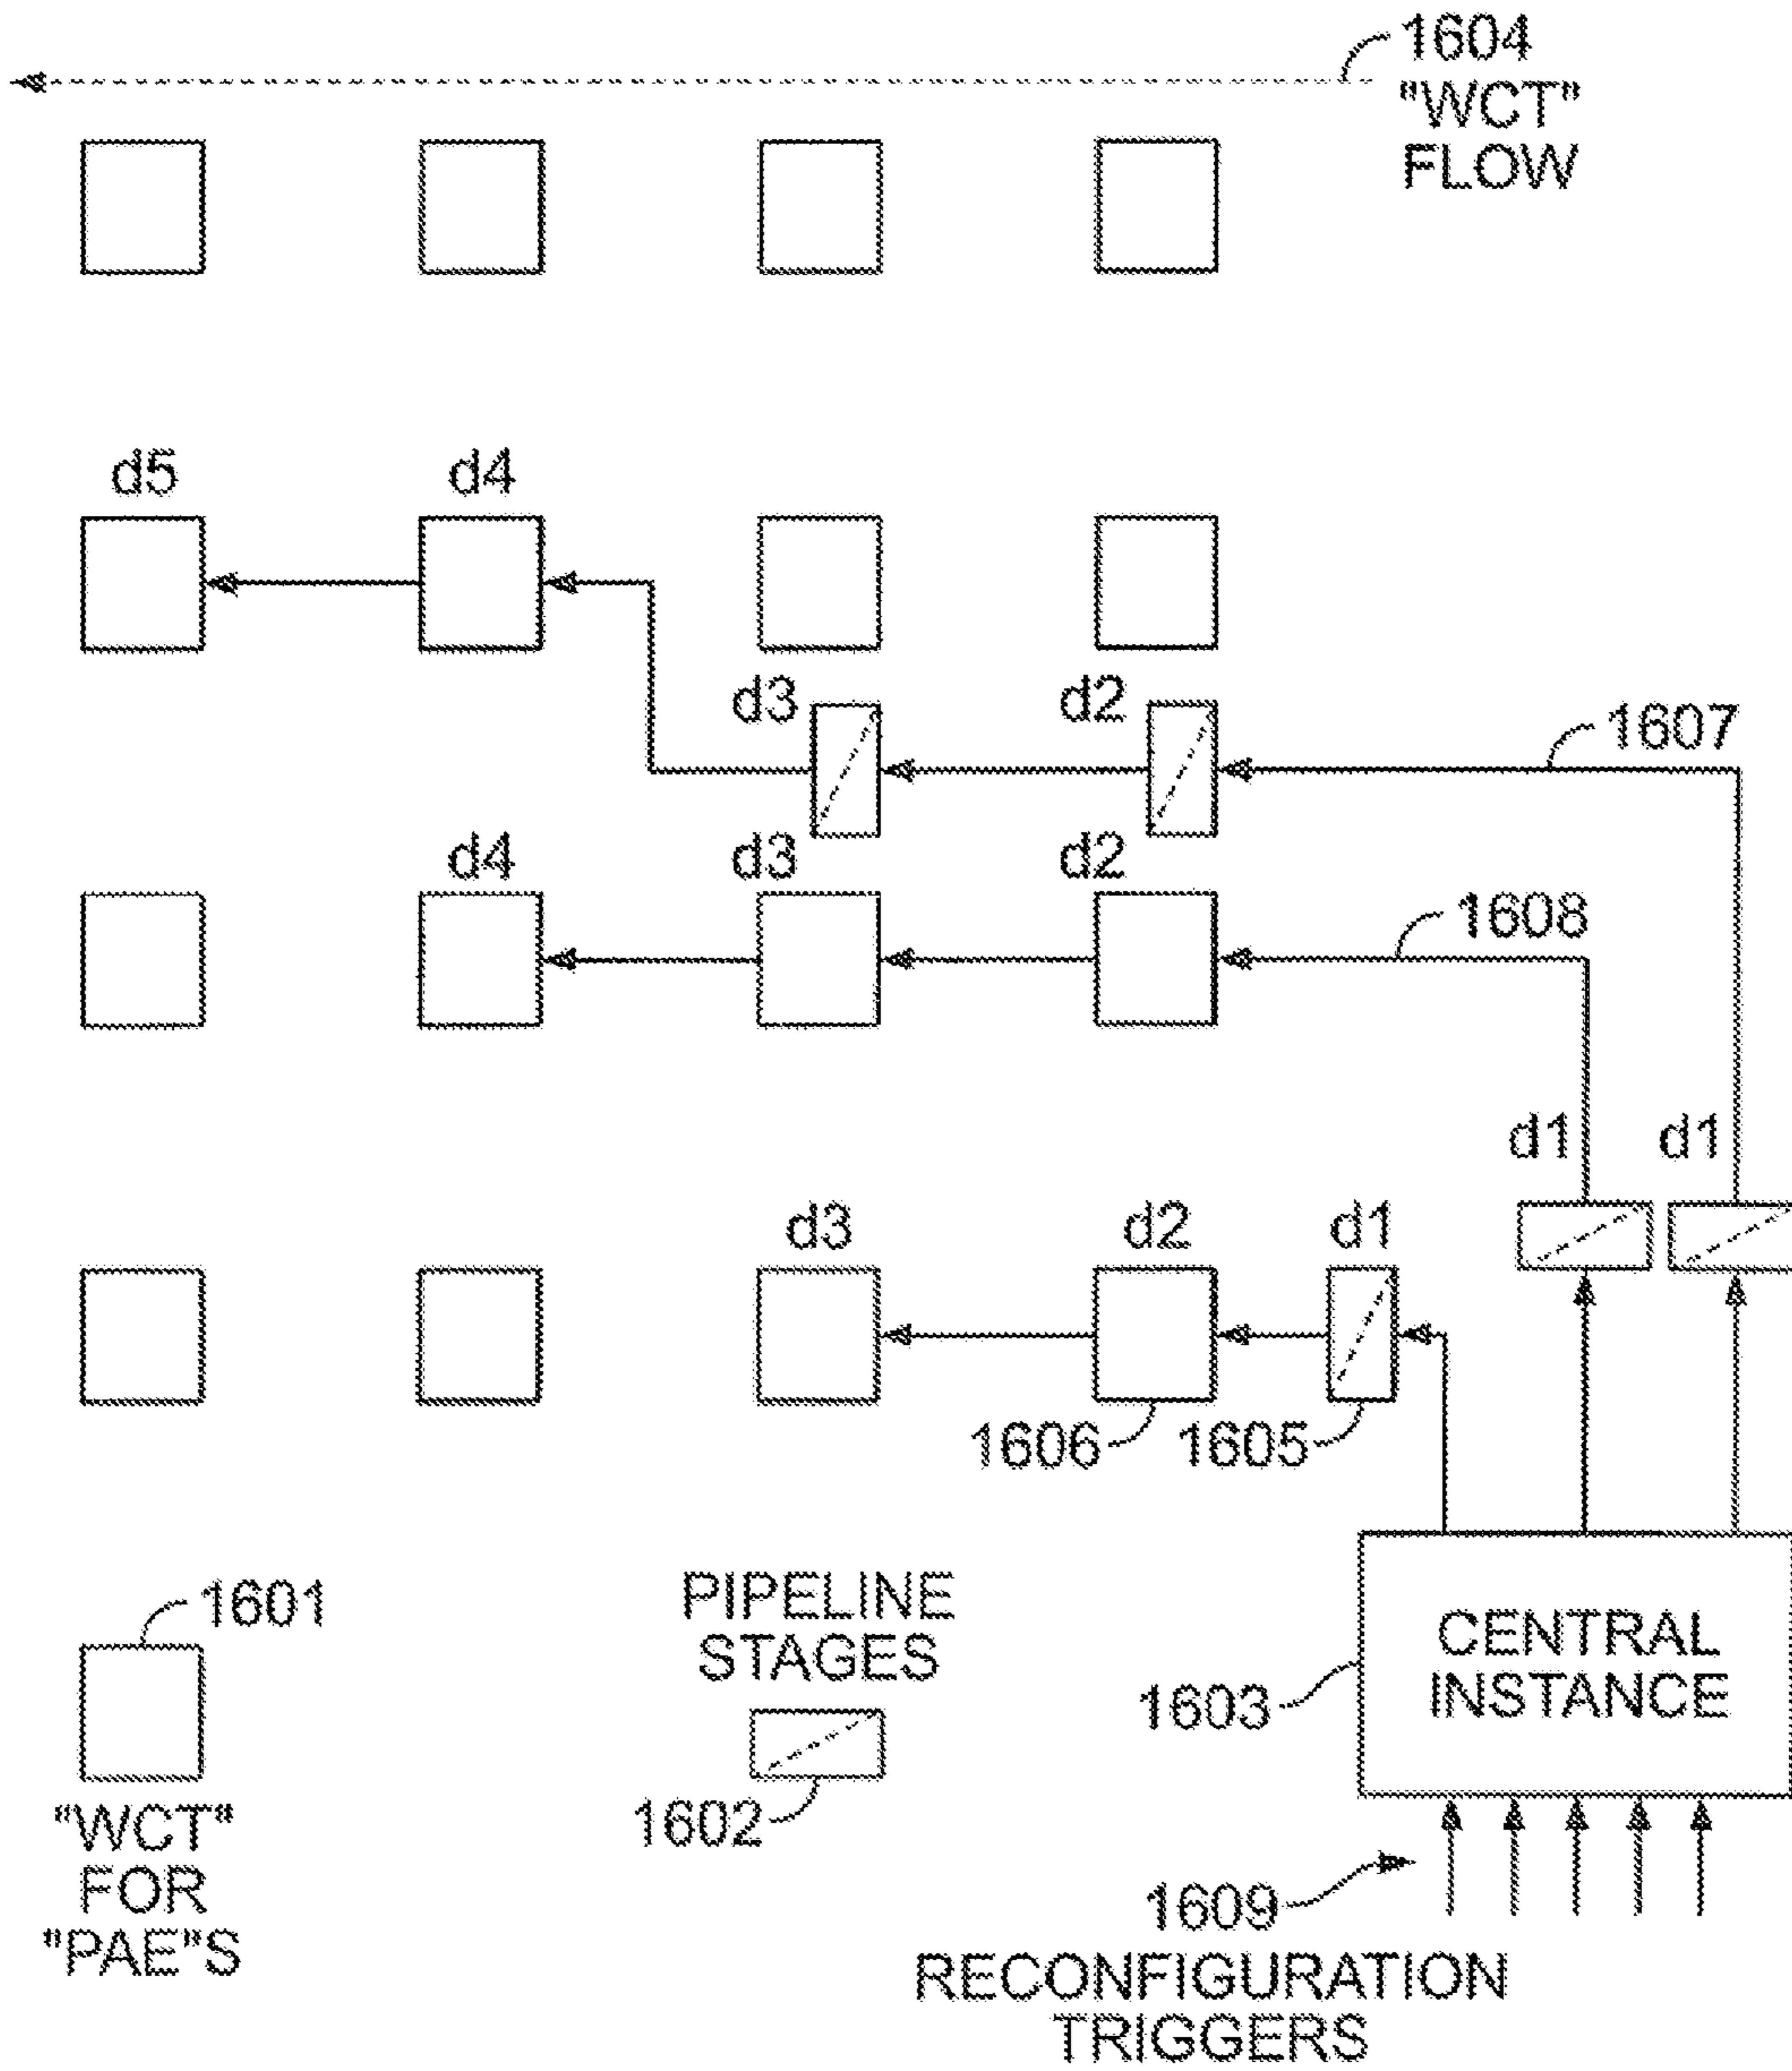 1604
"WCT"
FLOW
d5
d4
d3
d2
1607
d4
d3
d2
1608
d1
d1
d3
d2
d1
1606
1605
1601
PIPELINE
STAGES
CENTRAL
INSTANCE
1603
1602
"WCT"
FOR
"PAE"S
1609
RECONFIGURATION
TRIGGERS